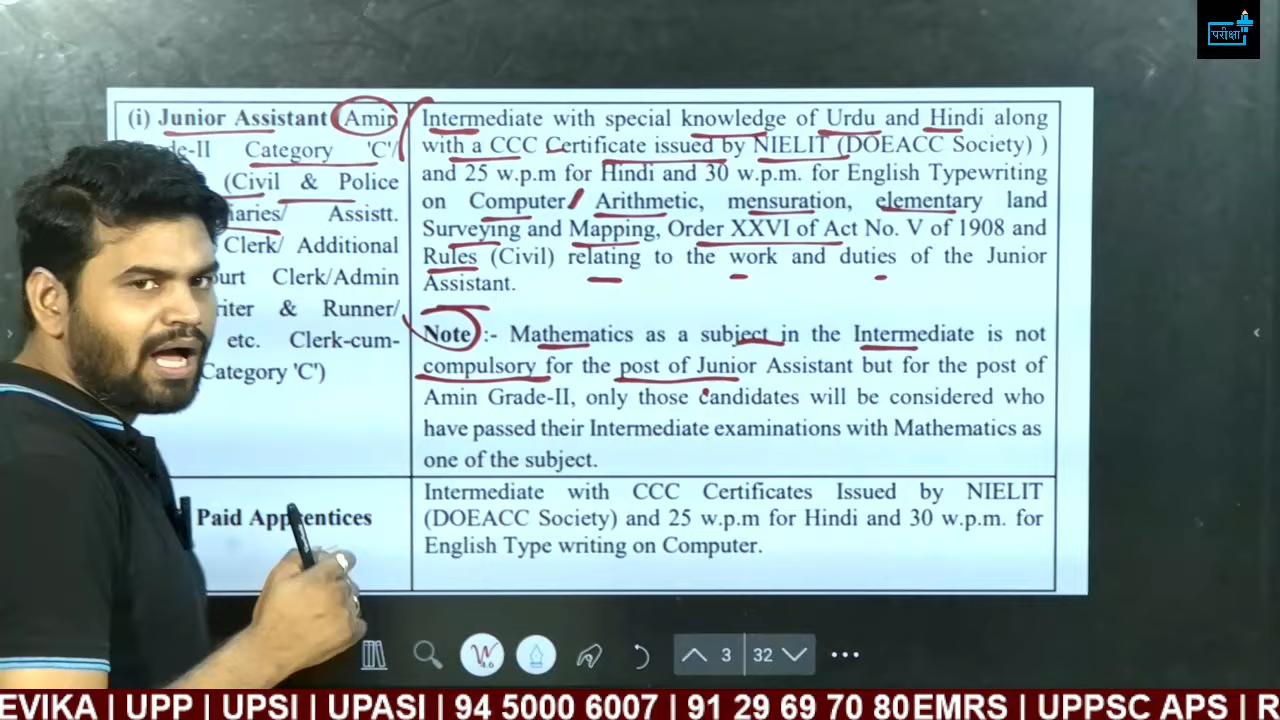 परीक्षा
(i) Junior Assistant (Amin
de-II Category 'C'/
(Civil & Police
iaries/ Assistt.
Clerk/ Additional
ourt Clerk/Admin
riter & Runner/
etc. Clerk-cum-
Category 'C')
Intermediate with special knowledge of Urdu and Hindi along
with a CCC Certificate issued by NIELIT (DOEACC Society) )
and 25 w.p.m for Hindi and 30 w.p.m. for English Typewriting
on Computer/ Arithmetic, mensuration, elementary land
Surveying and Mapping, Order XXVI of Act No. V of 1908 and
Rules (Civil) relating to the work and duties of the Junior
Assistant.
Note :- Mathematics as a subject in the Intermediate is not
compulsory for the post of Junior Assistant but for the post of
Amin Grade-II, only those candidates will be considered who
have passed their Intermediate examinations with Mathematics as
one of the subject.
Paid Apprentices
Intermediate with CCC Certificates Issued by NIELIT
(DOEACC Society) and 25 w.p.m for Hindi and 30 w.p.m. for
English Type writing on Computer.
3 32
EVIKA | UPP | UPSI | UPASI | 94 5000 6007 | 91 29 69 70 80 EMRS | UPPSC APS | R